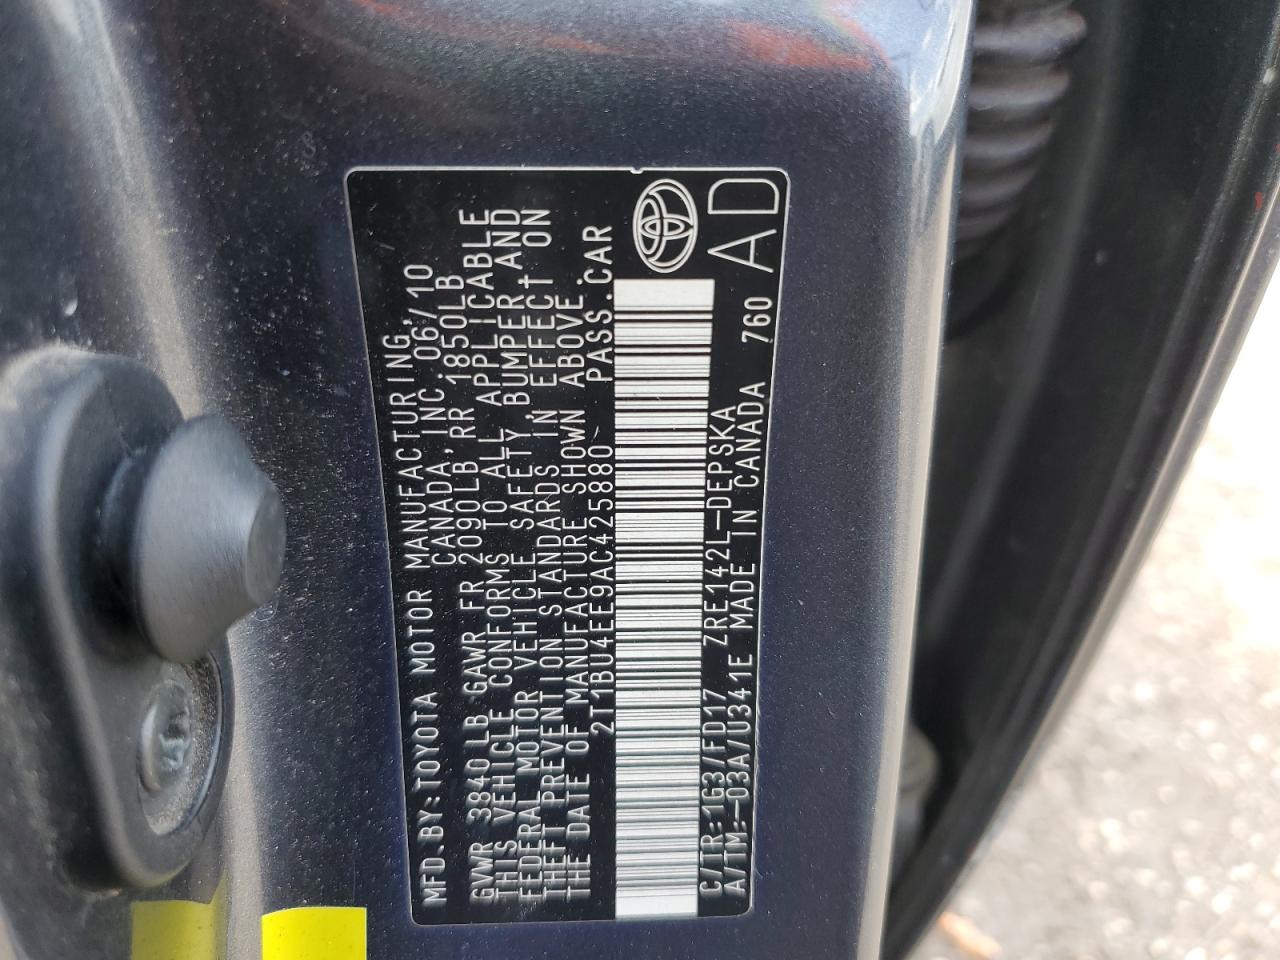 MFD.BY:TOYOTA MOTOR MANUFACTURING,
CANADA,INC.06/10
GVWR 3840LB GAWR FR 2090LB,RR 1850LB
THIS VEHICLE CONFORMS TO ALL APPLICABLE
FEDERAL MOTOR VEHICLE SAFETY,BUMPER,AND
THEFT PREVENTION STANDARDS IN EFFECT ON
THE DATE OF MANUFACTURE SHOWN ABOVE.
2T1BU4EE9AC425880 PASS.CAR
C/TR:1G3/FD17 ZRE142L-DEPSKA
A/TM:-03A/U341E MADE IN CANADA 760
AD